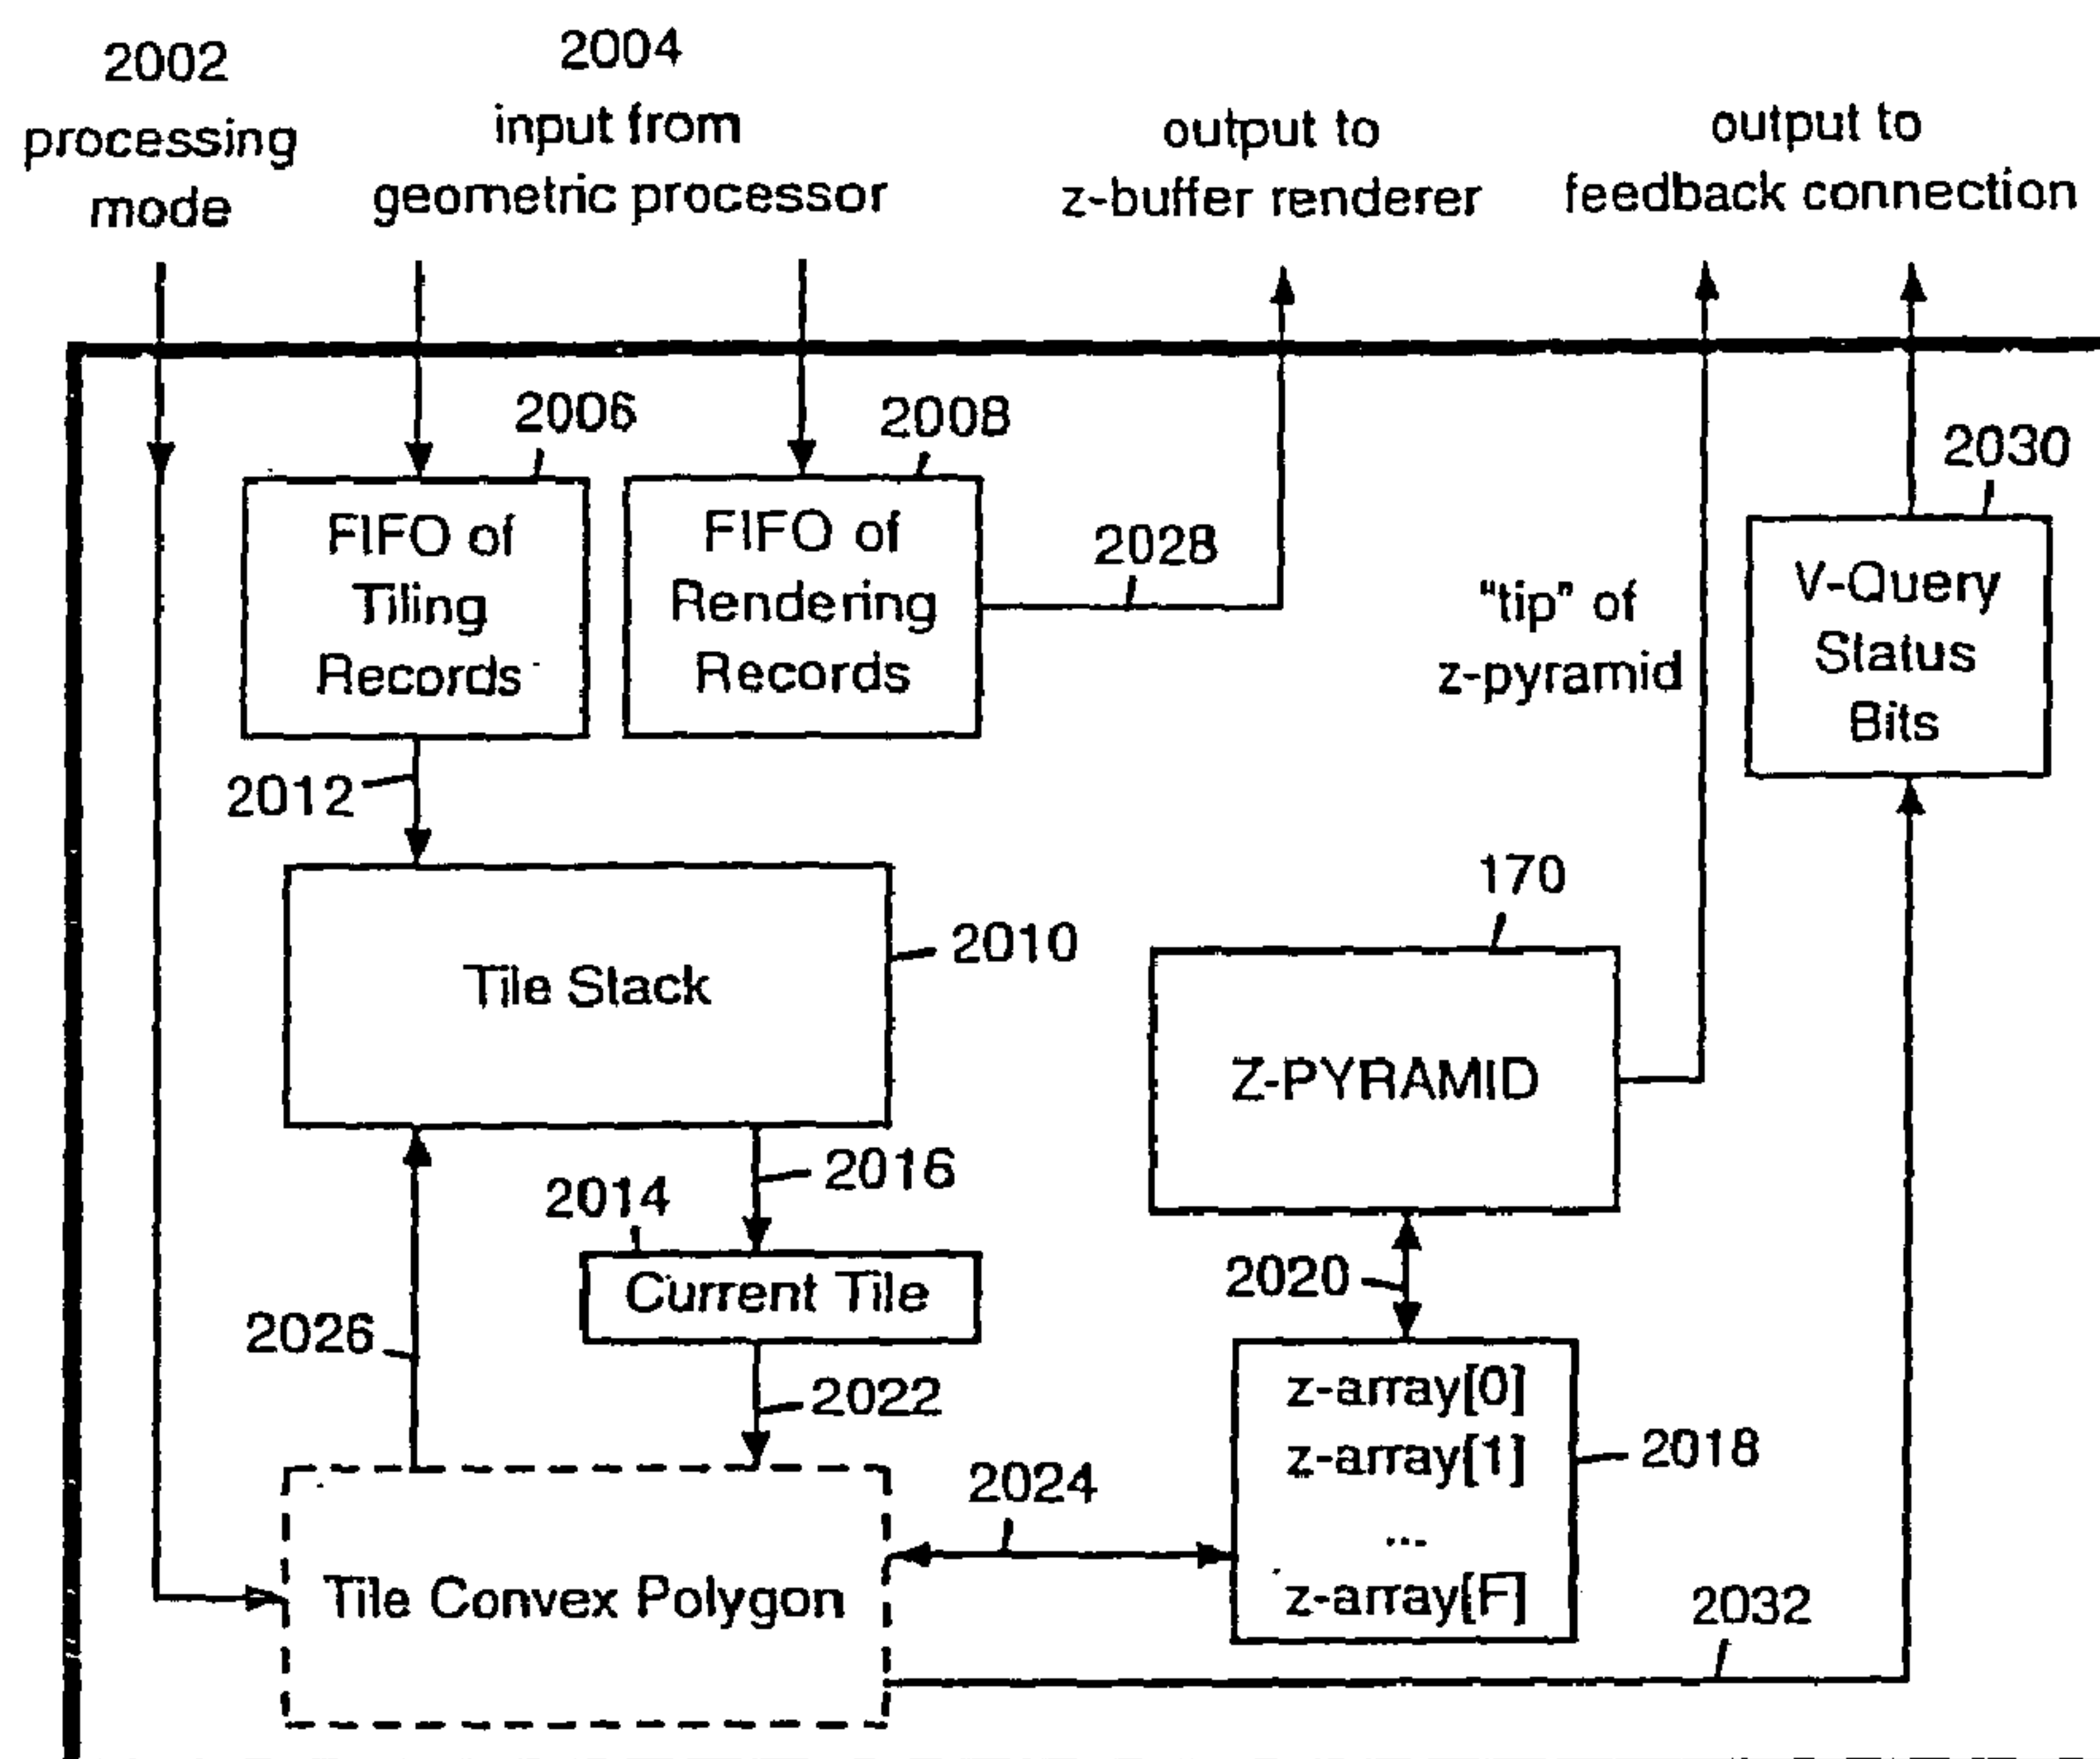 2002
processing
mode
2004
input from
geometric processor
output to
z-buffer renderer
output to
feedback connection
2006
FIFO of
Tiling
Records
2008
FIFO of
Rendering
Records
2028
"tip" of
z-pyramid
2030
V-Query
Status
Bits
2012
Tile Stack
2010
170
Z-PYRAMID
2016
2014
Current Tile
2020
2026
2022
z-array[0]
z-array[1]
...
z-array[F]
2018
2024
Tile Convex Polygon
2032